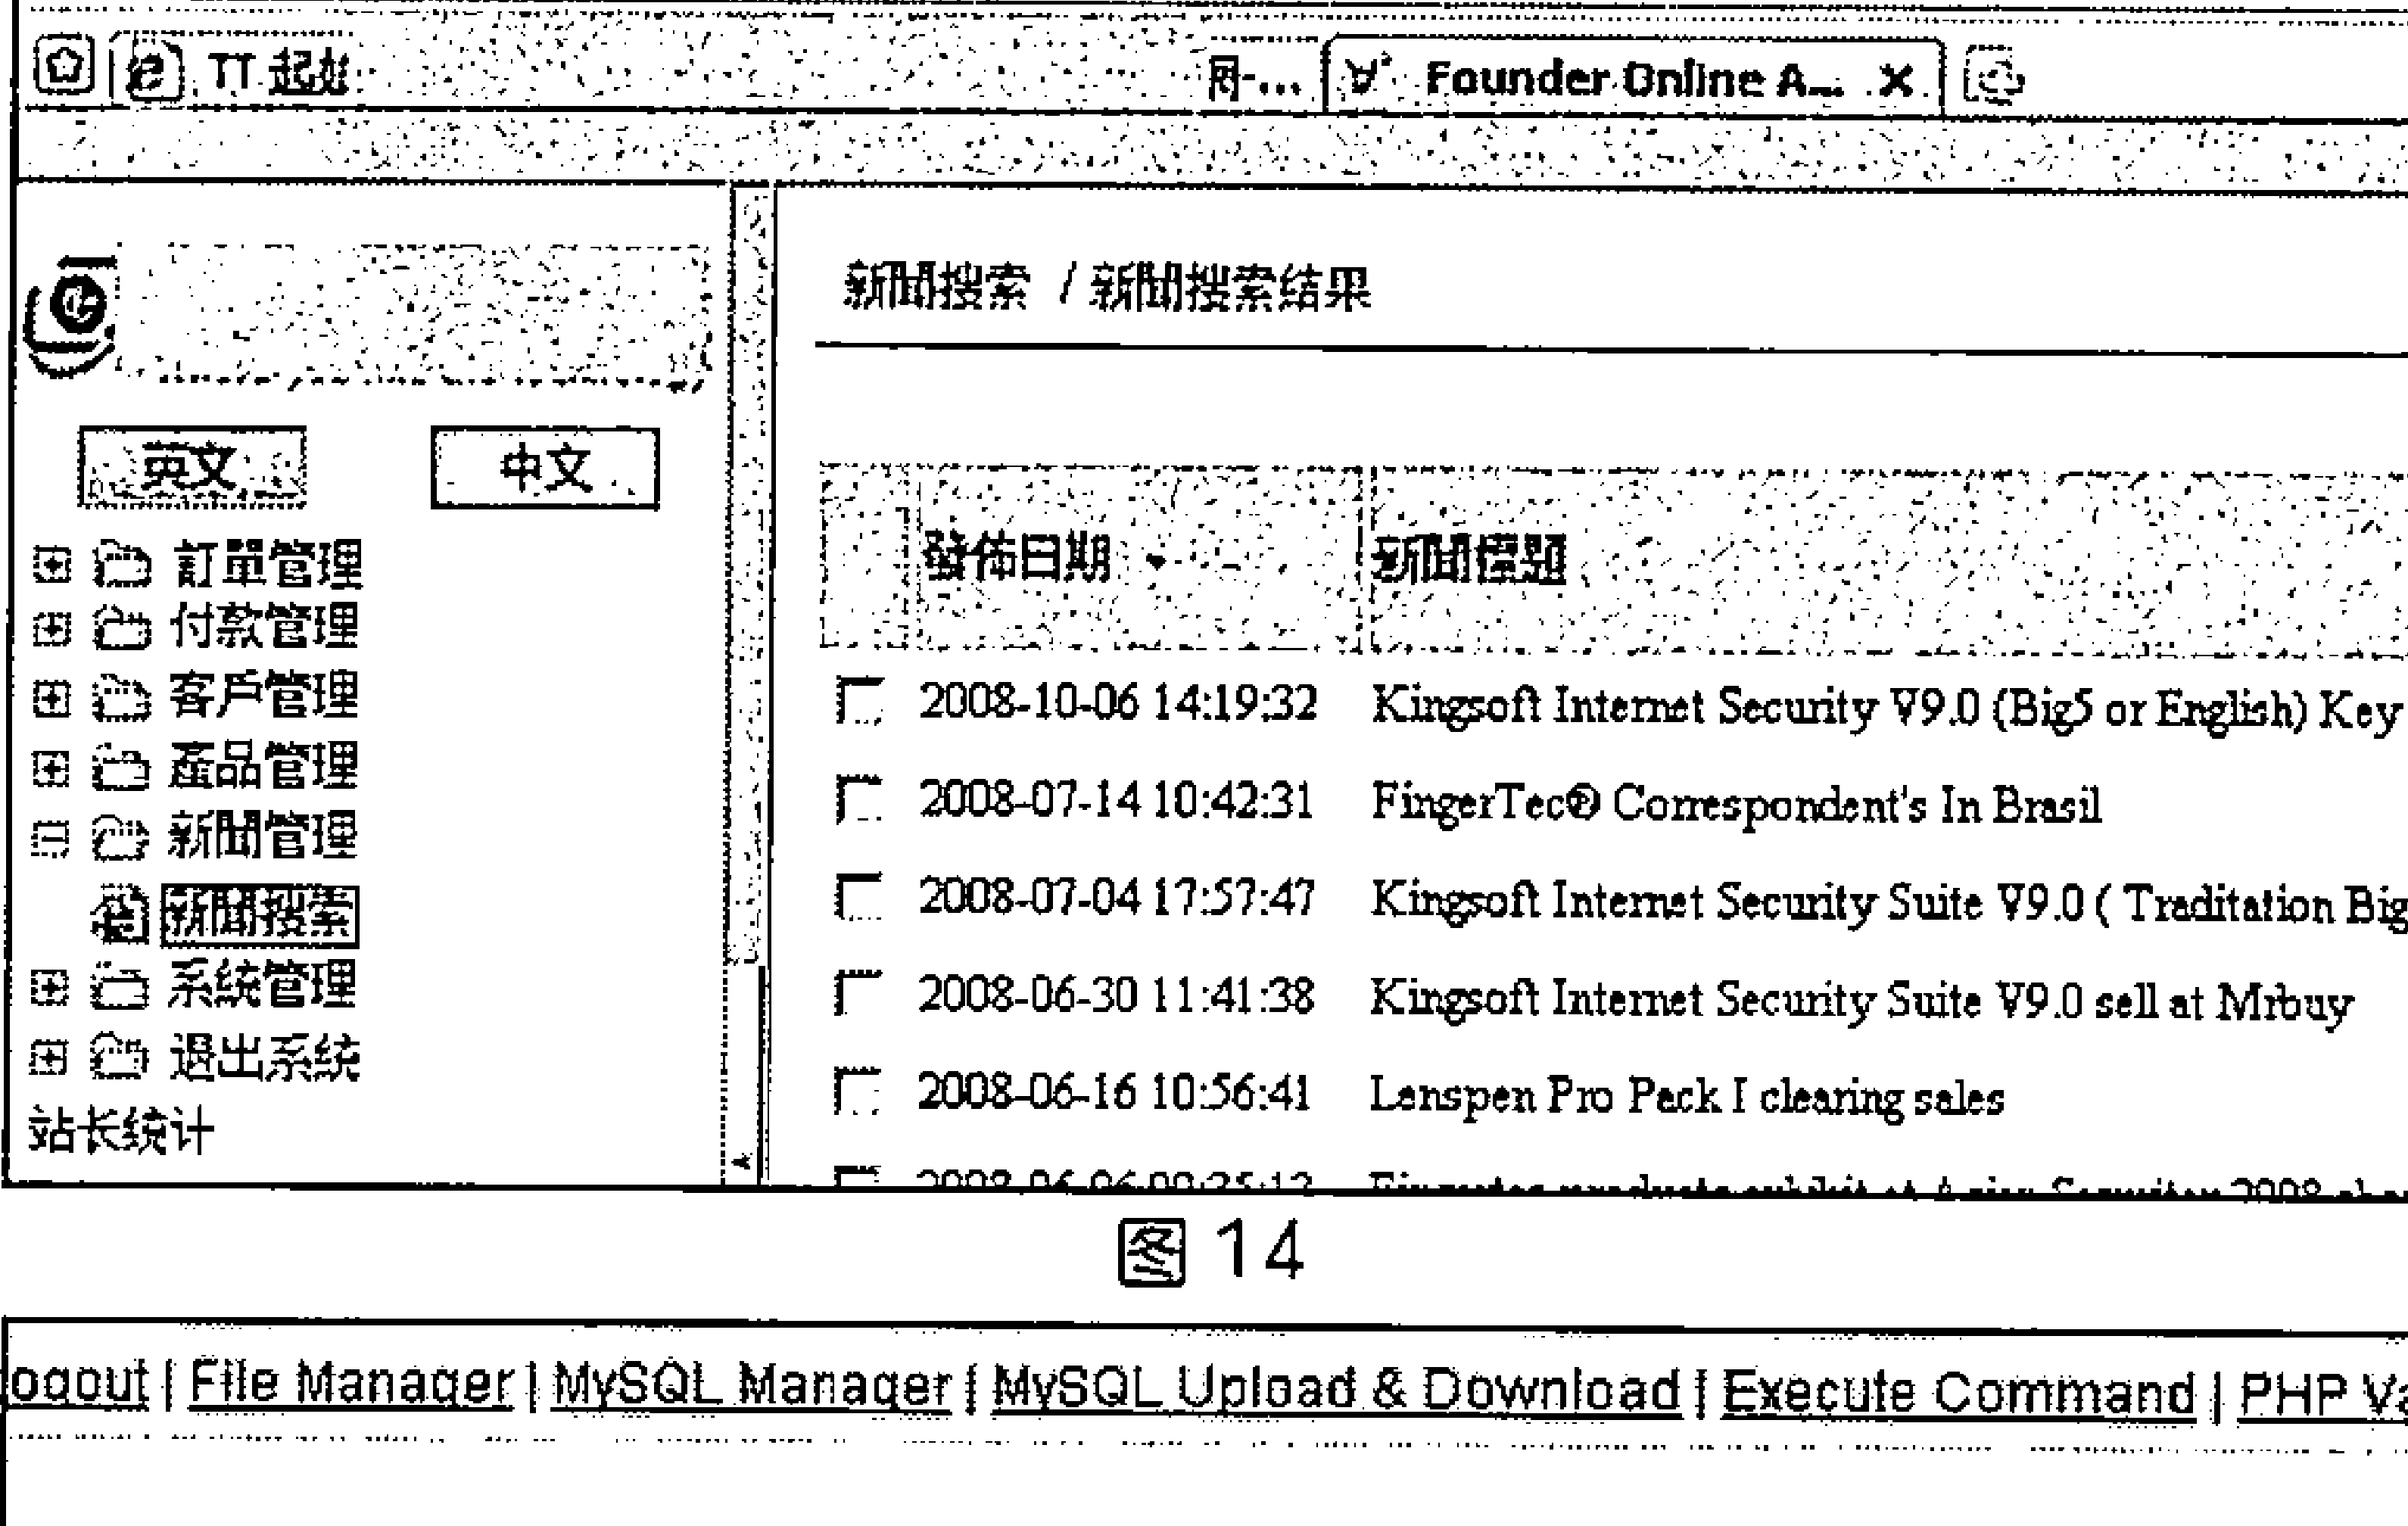 TT 起始
网-... Founder Online A... X
新聞搜索 / 新聞搜索结果
英文 中文
訂單管理
付款管理
客戶管理
產品管理
新聞管理
新聞搜索
系統管理
退出系统
站长统计
發佈日期 新聞標題
2008-10-06 14:19:32 Kingsoft Internet Security V9.0 (Big5 or English) Key
2008-07-14 10:42:31 FingerTec® Correspondent's In Brasil
2008-07-04 17:57:47 Kingsoft Internet Security Suite V9.0 ( Traditation Big
2008-06-30 11:41:38 Kingsoft Internet Security Suite V9.0 sell at Mrbuy
2008-06-16 10:56:41 Lenspen Pro Pack I clearing sales
图 14
ogout | File Manager | MySQL Manager | MySQL Upload & Download | Execute Command | PHP Va